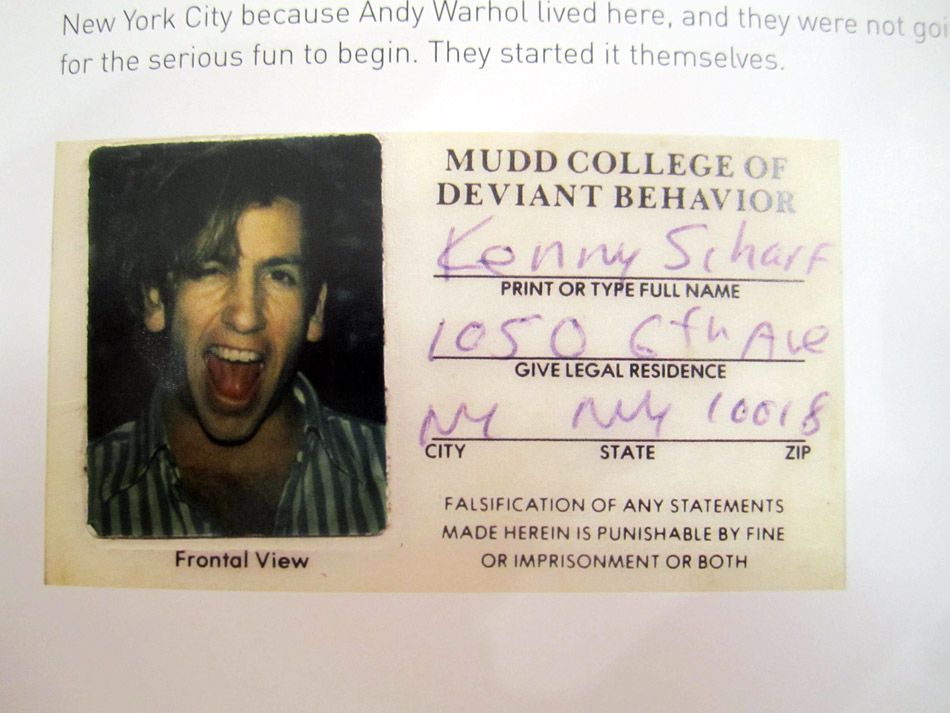 New York City because Andy Warhol lived here, and they were not goi
for the serious fun to begin. They started it themselves.
MUDD COLLEGE OF
DEVIANT BEHAVIOR
Kenny Scharf
PRINT OR TYPE FULL NAME
1050 6th Ave
GIVE LEGAL RESIDENCE
NY NY 10018
CITY STATE ZIP
FALSIFICATION OF ANY STATEMENTS
MADE HEREIN IS PUNISHABLE BY FINE
OR IMPRISONMENT OR BOTH
Frontal View